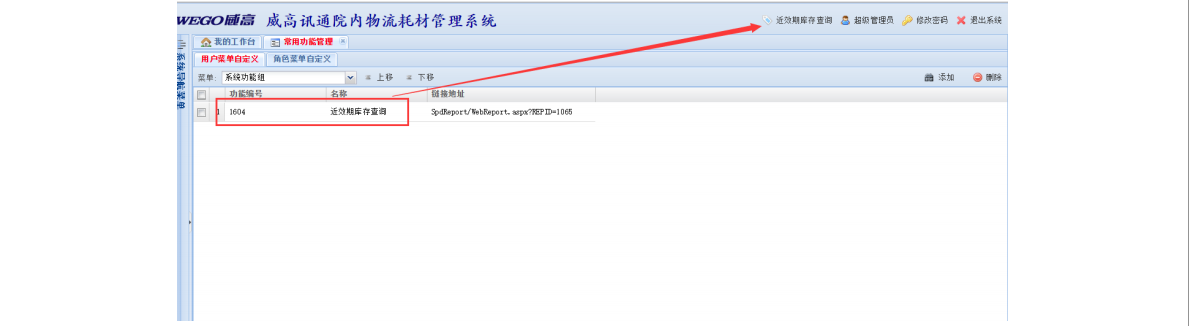 WEGO威高 威高讯通院内物流耗材管理系统 近效期库存查询 超级管理员 修改密码 退出系统
我的工作台 常用功能管理
用户菜单自定义 角色菜单自定义
菜单: 系统功能组 上移 下移 添加 删除
功能编号 名称 链接地址
1 1604 近效期库存查询 SpdReport/WebReport.aspx?REPID=1065
系统导航菜单